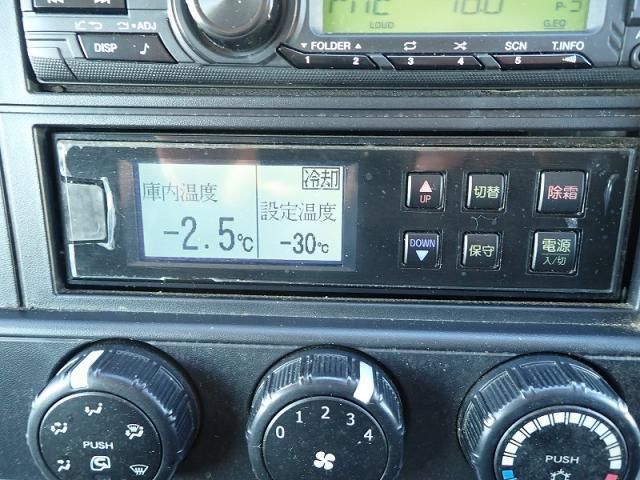 LOUD G.EQ
ADJ
DISP
▼ FOLDER ▲ SCN T.INFO
1 2 3 4 5
冷却
庫内温度 設定温度
-2.5℃ -30℃
▲ UP 切替 除霜
DOWN ▼ 保守 電源 入/切
0 1 2 3 4
PUSH PUSH